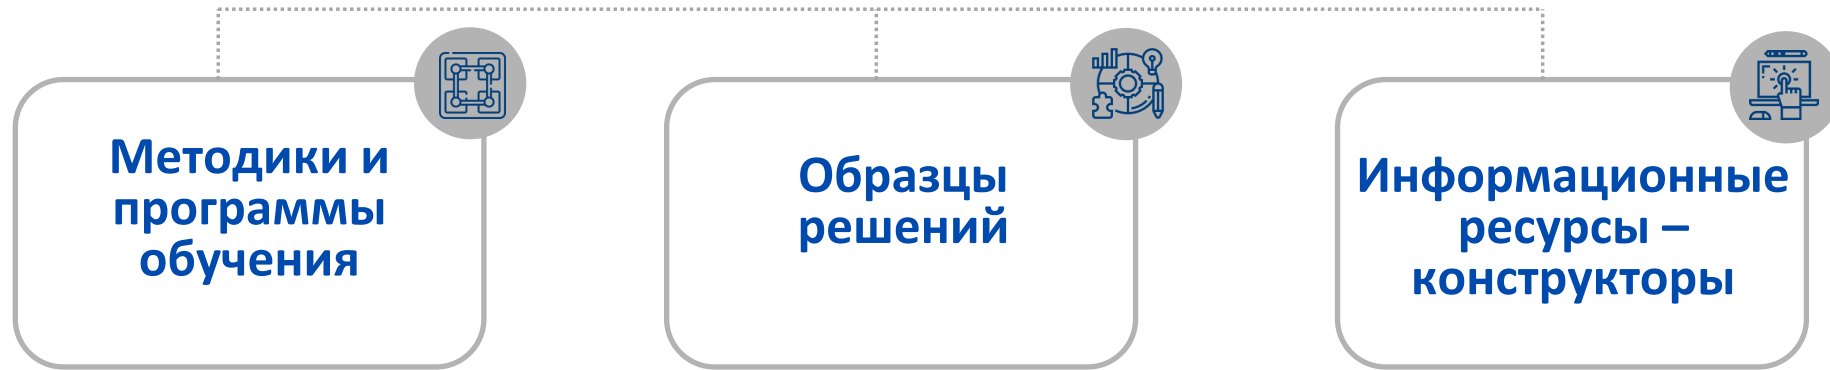 Методики и
программы
обучения
Образцы
решений
Информационные
ресурсы –
конструкторы